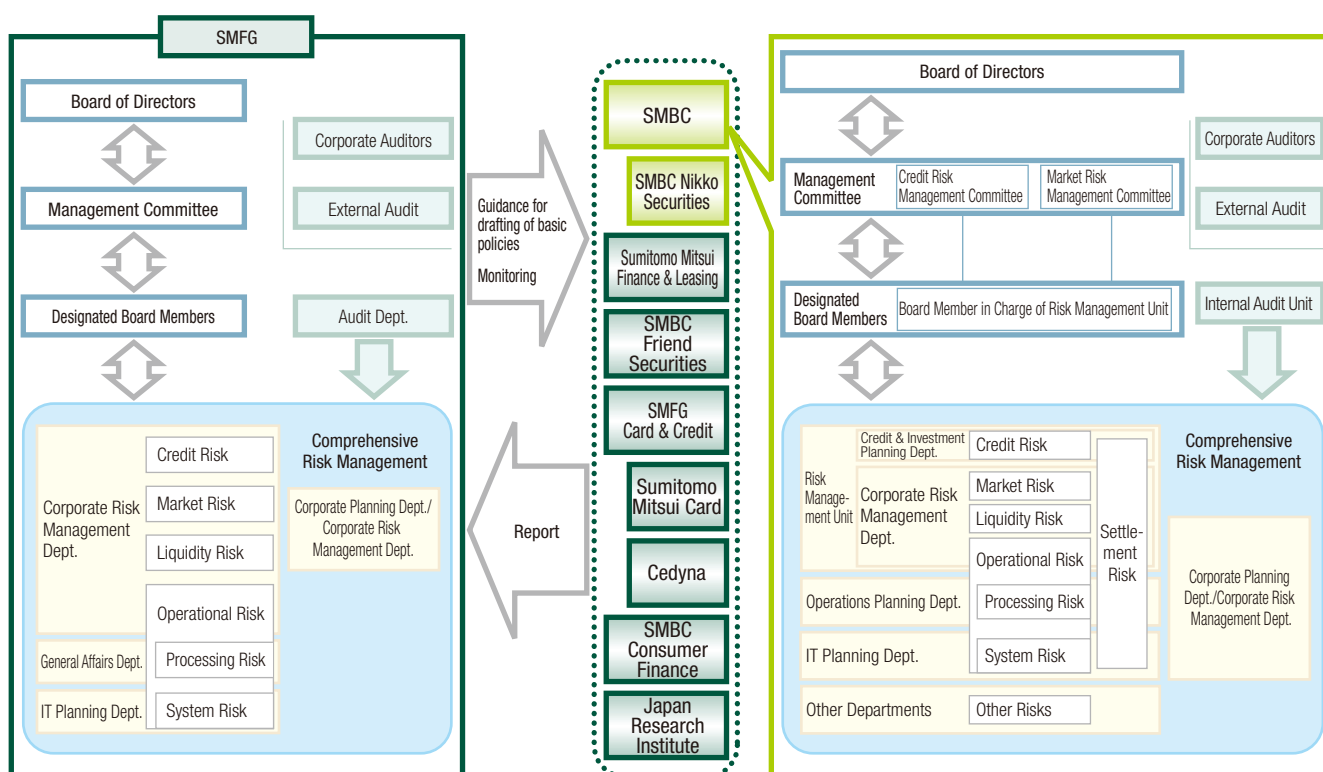 SMFG
Board of Directors
Corporate Auditors
Management Committee
External Audit
Designated Board Members
Audit Dept.
Comprehensive
Risk Management
Corporate Risk
Management
Dept.
Credit Risk
Market Risk
Liquidity Risk
Operational Risk
Corporate Planning Dept./
Corporate Risk
Management Dept.
General Affairs Dept.
Processing Risk
IT Planning Dept.
System Risk
Guidance for
drafting of basic
policies
Monitoring
Report
SMBC
SMBC Nikko
Securities
Sumitomo Mitsui
Finance & Leasing
SMBC
Friend
Securities
SMFG
Card & Credit
Sumitomo
Mitsui Card
Cedyna
SMBC
Consumer
Finance
Japan
Research
Institute
Board of Directors
Corporate Auditors
Management
Committee
Credit Risk
Management Committee
Market Risk
Management Committee
External Audit
Designated
Board Members
Board Member in Charge of Risk Management Unit
Internal Audit Unit
Comprehensive
Risk Management
Risk
Manage-
ment Unit
Credit & Investment
Planning Dept.
Credit Risk
Corporate Risk
Management
Dept.
Market Risk
Liquidity Risk
Operational Risk
Settle-
ment
Risk
Operations Planning Dept.
Processing Risk
IT Planning Dept.
System Risk
Other Departments
Other Risks
Corporate Planning
Dept./Corporate Risk
Management Dept.